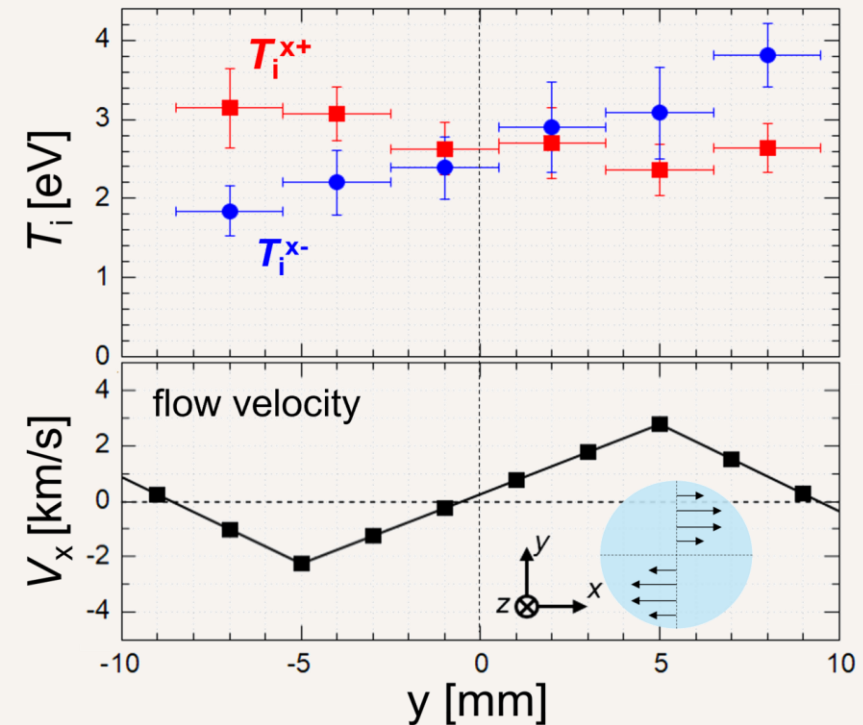 4
3
2
1
0
T_i [eV]
T_i^x+
T_i^x-
4
2
0
-2
-4
V_x [km/s]
flow velocity
y
z
x
-10
-5
0
5
10
y [mm]